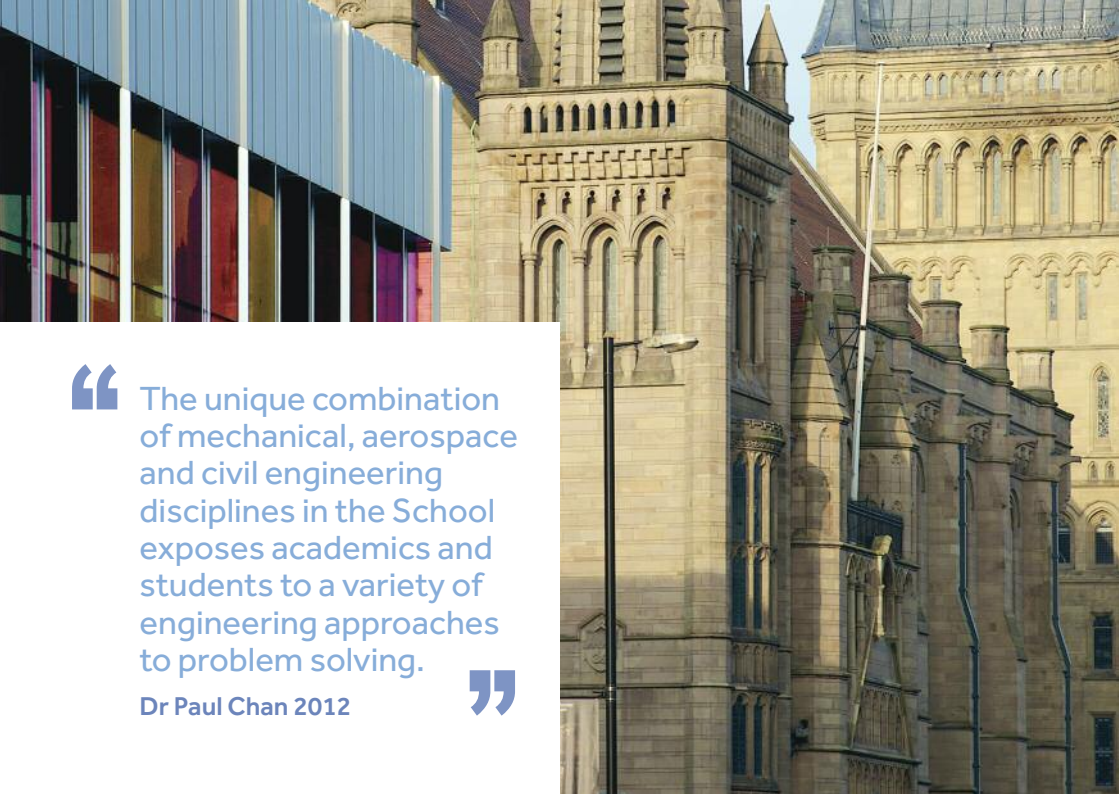 “ The unique combination
of mechanical, aerospace
and civil engineering
disciplines in the School
exposes academics and
students to a variety of
engineering approaches
to problem solving. ”
Dr Paul Chan 2012